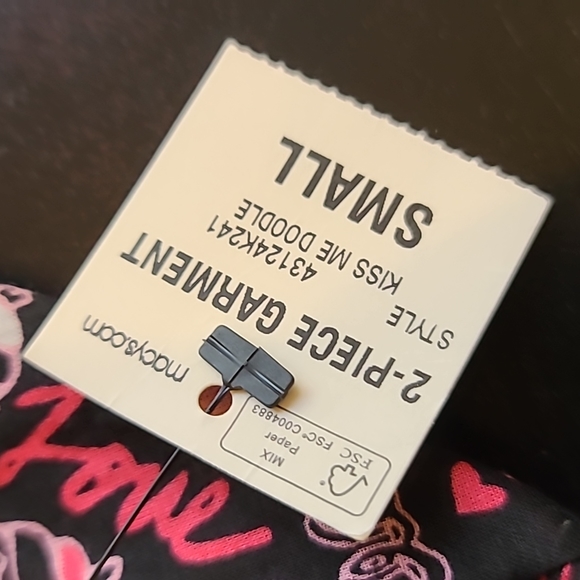 FSC
MIX
Paper
FSC® C004883
macys.com
2-PIECE GARMENT
STYLE 43124K241
KISS ME DOODLE
SMALL
Love